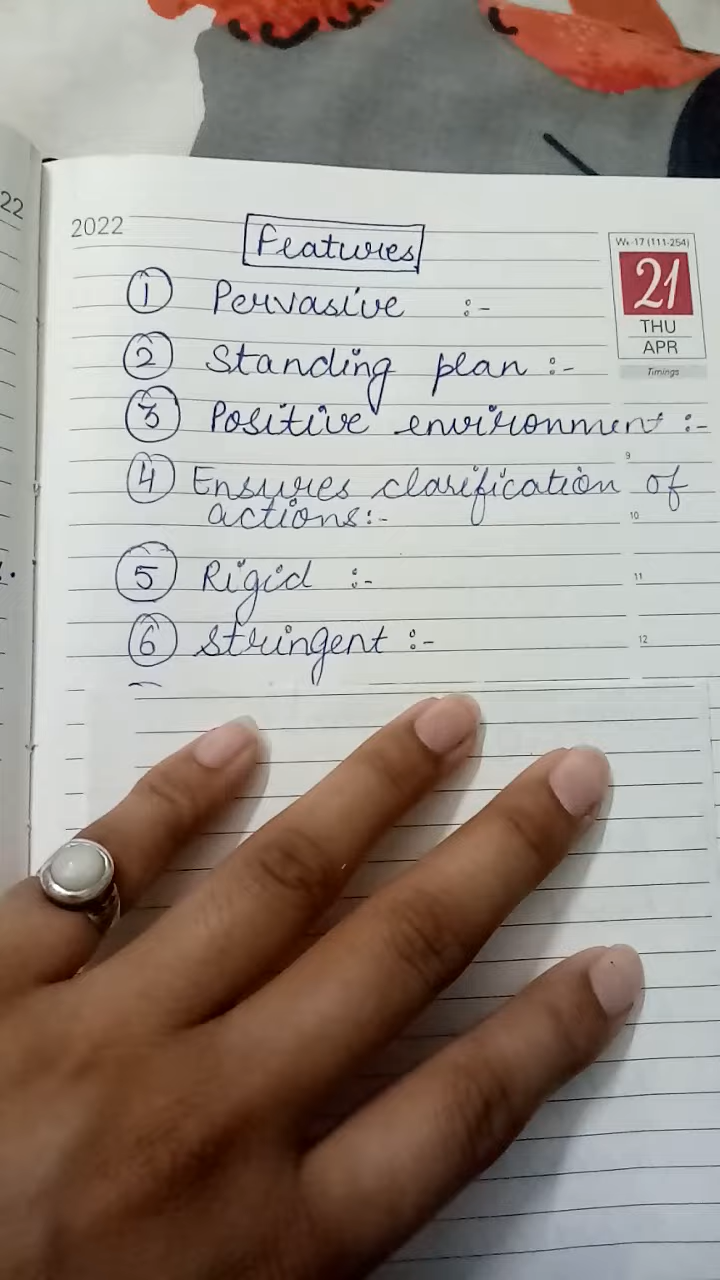 22
2022
Features
Wk-17 (111-254)
21
THU
APR
Timings
① Pervasive :-
② Standing plan :-
③ Positive environment :-
9
④ Ensures clarification of
actions:-
10
⑤ Rigid :-
11
⑥ Stringent :-
12